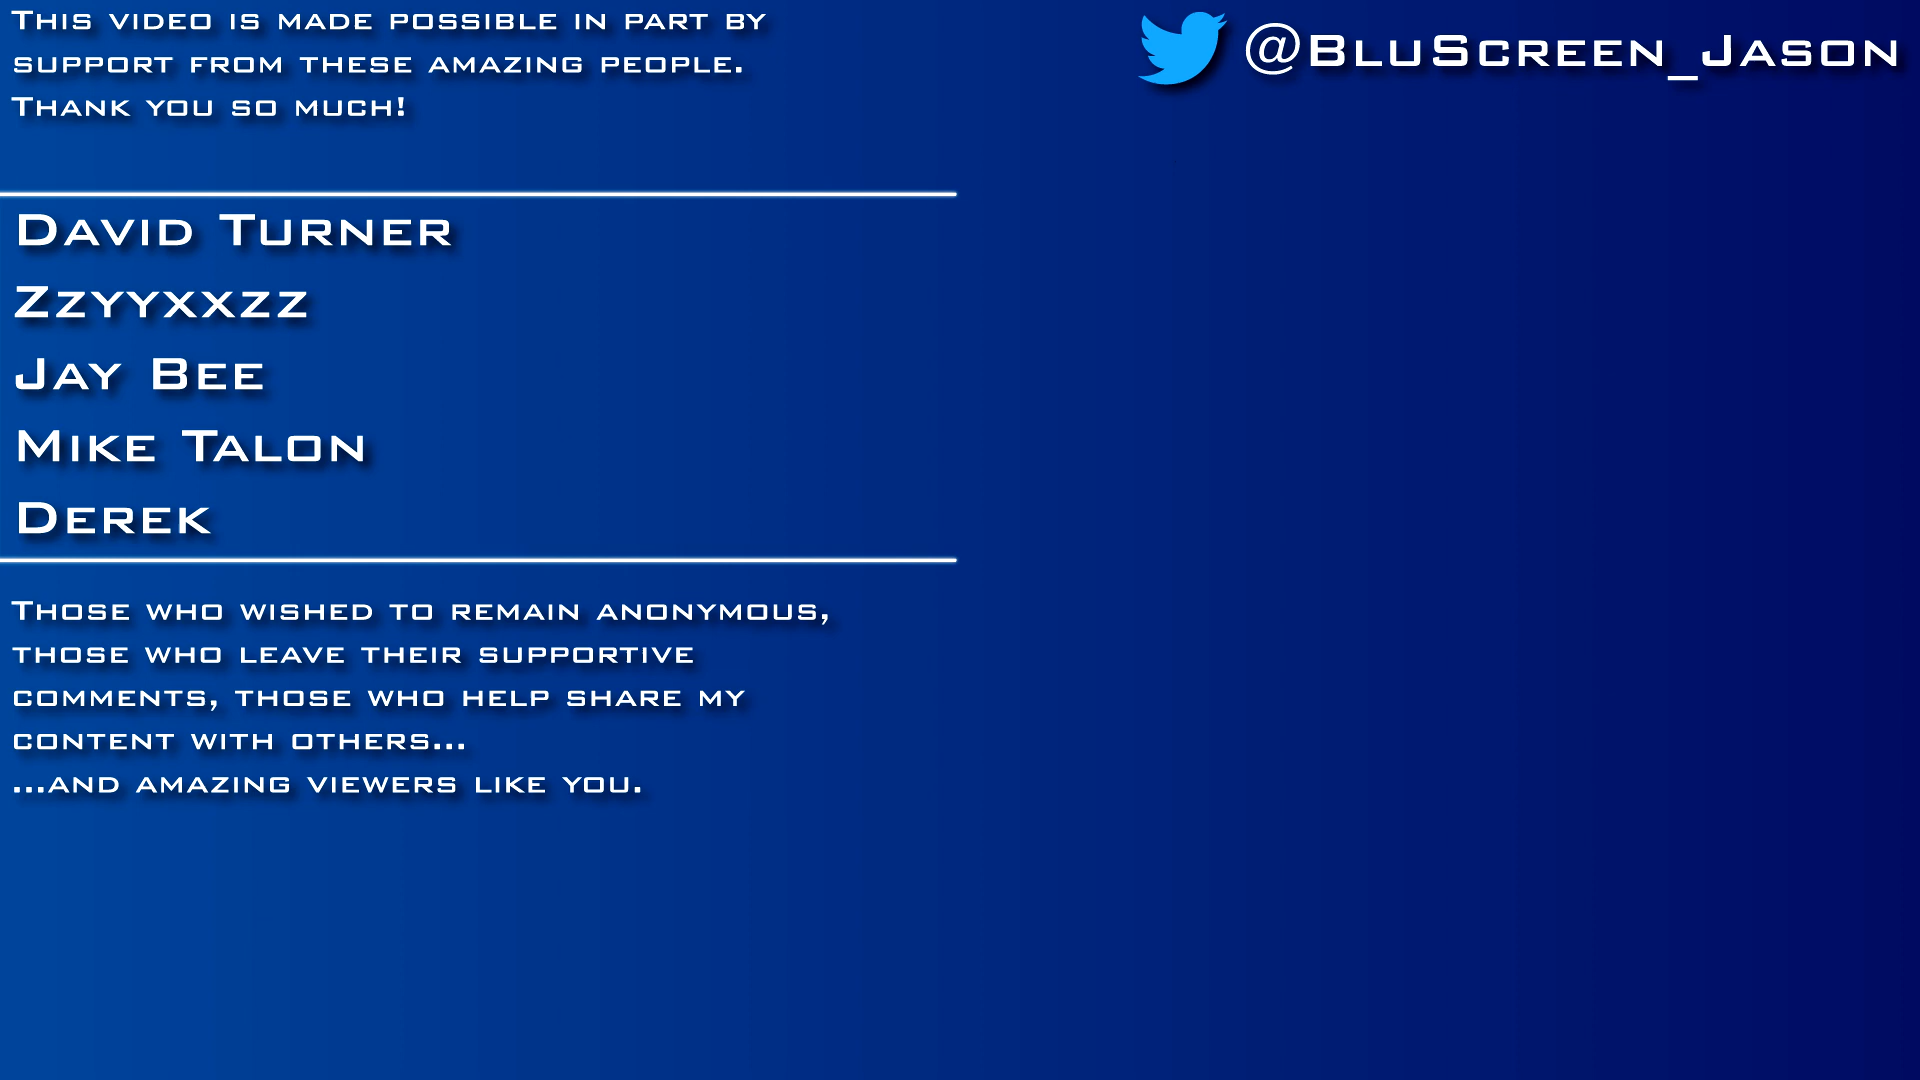 This video is made possible in part by
support from these amazing people.
Thank you so much!
@BluScreen_Jason
David Turner
Zzyyxxzz
Jay Bee
Mike Talon
Derek
Those who wished to remain anonymous,
those who leave their supportive
comments, those who help share my
content with others...
...and amazing viewers like you.